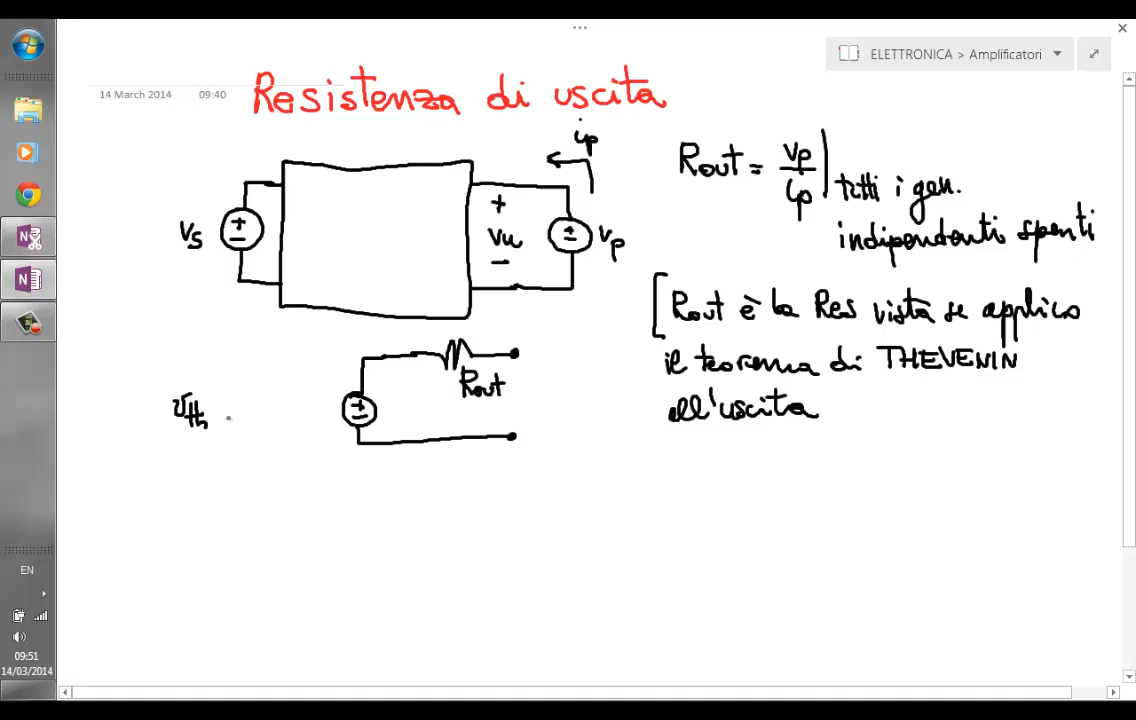 ELETTRONICA > Amplificatori
14 March 2014 09:40
Resistenza di uscita
ip
Rout = vp/ip | tutti i gen.
indipendenti spenti
vs
+
vu
−
+
−
vp
[Rout è la Res vista se applico
il teorema di THEVENIN
all'uscita
Rout
vth
EN
09:51
14/03/2014